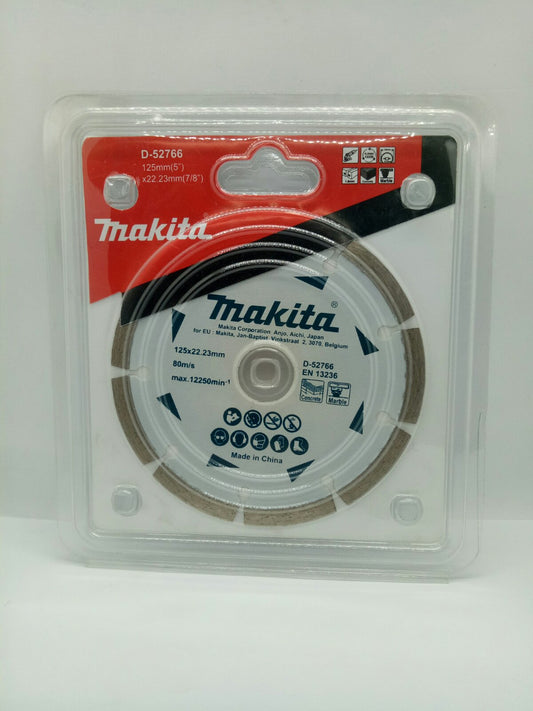 D-52766
125mm(5")
x22.23mm(7/8")
makita
makita®
Makita Corporation Anjo, Aichi, Japan
for EU : Makita, Jan-Baptist, Vinkstraat 2, 3070, Belgium
125x22.23mm
80m/s
max.12250min⁻¹
D-52766
EN 13236
Concrete
Marble
Made in China